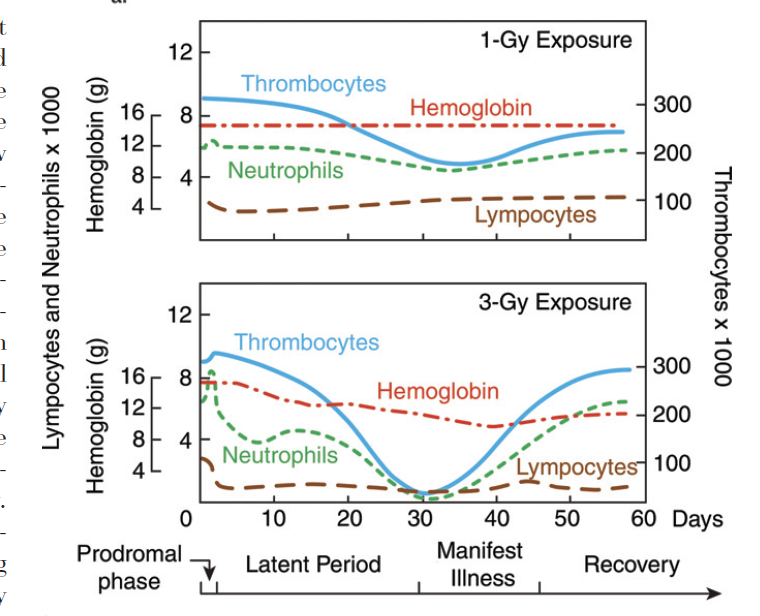 al
1-Gy Exposure
12
8
4
16
12
8
4
300
200
100
Thrombocytes
Hemoglobin
Neutrophils
Lympocytes
Lympocytes and Neutrophils x 1000
Hemoglobin (g)
Thrombocytes x 1000
3-Gy Exposure
12
8
4
16
12
8
4
300
200
100
Thrombocytes
Hemoglobin
Neutrophils
Lympocytes
Hemoglobin (g)
0 10 20 30 40 50 60 Days
Prodromal
phase
Latent Period
Manifest
Illness
Recovery